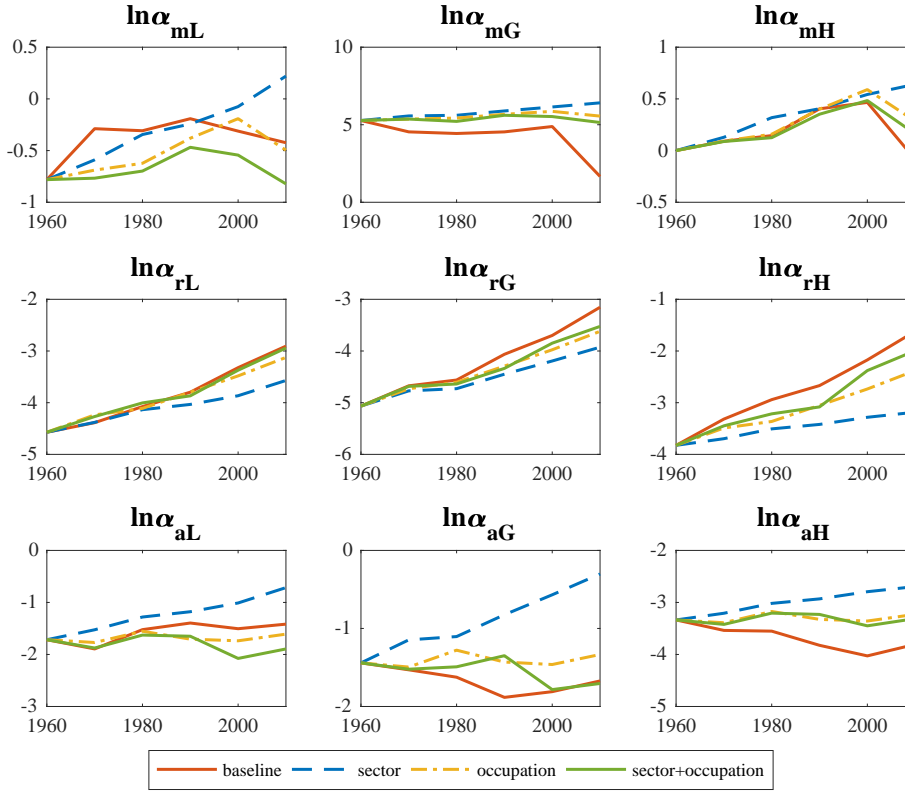 lnα_mL lnα_mG lnα_mH
0.5 10 1
0 0.5
5
-0.5 0
-1 0 0.5
1960 1980 2000 1960 1980 2000 1960 1980 2000
lnα_rL lnα_rG lnα_rH
-2 -3 -1
-3 -4 -2
-4 -5 -3
-5 -6 -4
1960 1980 2000 1960 1980 2000 1960 1980 2000
lnα_aL lnα_aG lnα_aH
0 0 -2
-1 -3
-1
-2 -4
-3 -2 -5
1960 1980 2000 1960 1980 2000 1960 1980 2000
baseline sector occupation sector+occupation